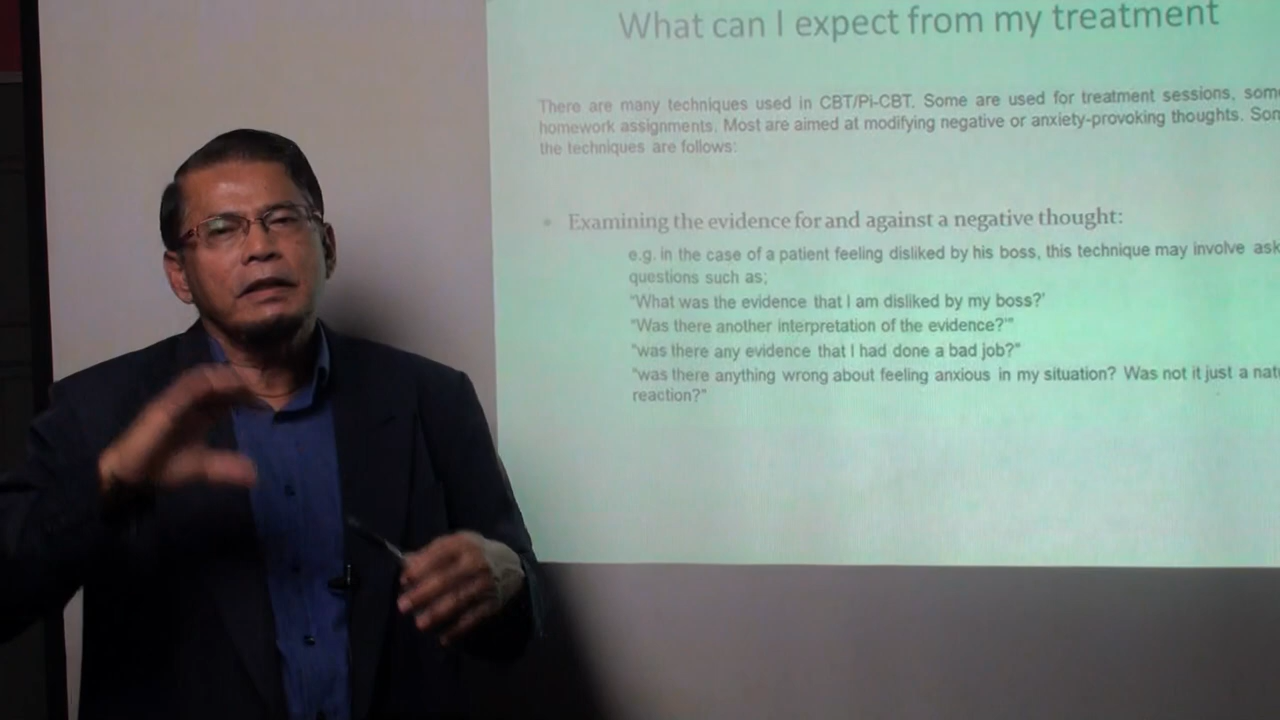 What can I expect from my treatment
There are many techniques used in CBT/Pi-CBT. Some are used for treatment sessions,
homework assignments. Most are aimed at modifying negative or anxiety-provoking thoughts.
the techniques are follows:
• Examining the evidence for and against a negative thought:
e.g. in the case of a patient feeling disliked by his boss, this technique may involve
questions such as;
"What was the evidence that I am disliked by my boss?'
"Was there another interpretation of the evidence?'"
"was there any evidence that I had done a bad job?"
"was there anything wrong about feeling anxious in my situation? Was not it just a
reaction?"